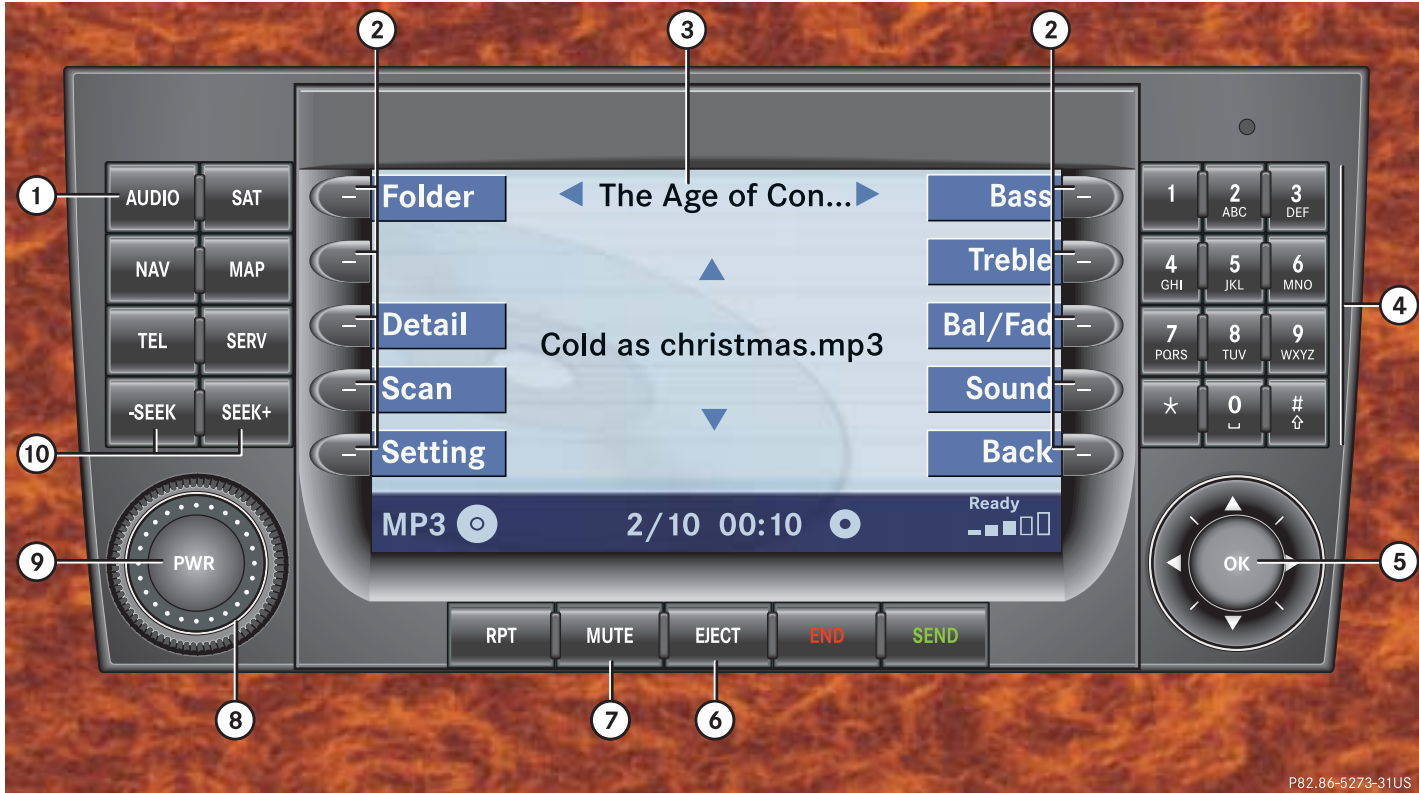 2 3 2
1 AUDIO SAT
NAV MAP
TEL SERV
-SEEK SEEK+
10
Folder
Detail
Scan
Setting
The Age of Con...
Cold as christmas.mp3
Bass
Treble
Bal/Fad
Sound
Back
MP3 2/10 00:10 Ready
1 2 ABC 3 DEF
4 GHI 5 JKL 6 MNO
7 PQRS 8 TUV 9 WXYZ
* 0 #
4
9 PWR
OK 5
RPT MUTE EJECT END SEND
8 7 6
P82.86-5273-31US